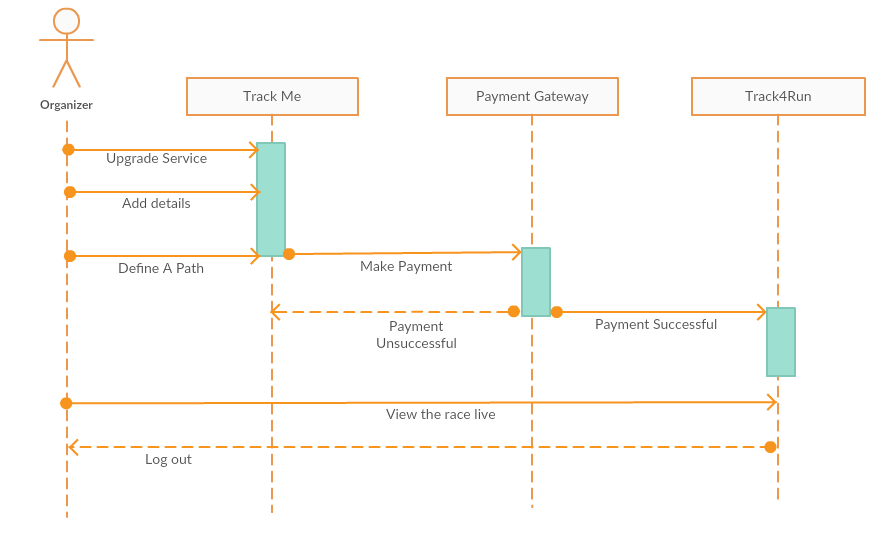 Organizer
Track Me
Payment Gateway
Track4Run
Upgrade Service
Add details
Define A Path
Make Payment
Payment
Unsuccessful
Payment Successful
View the race live
Log out